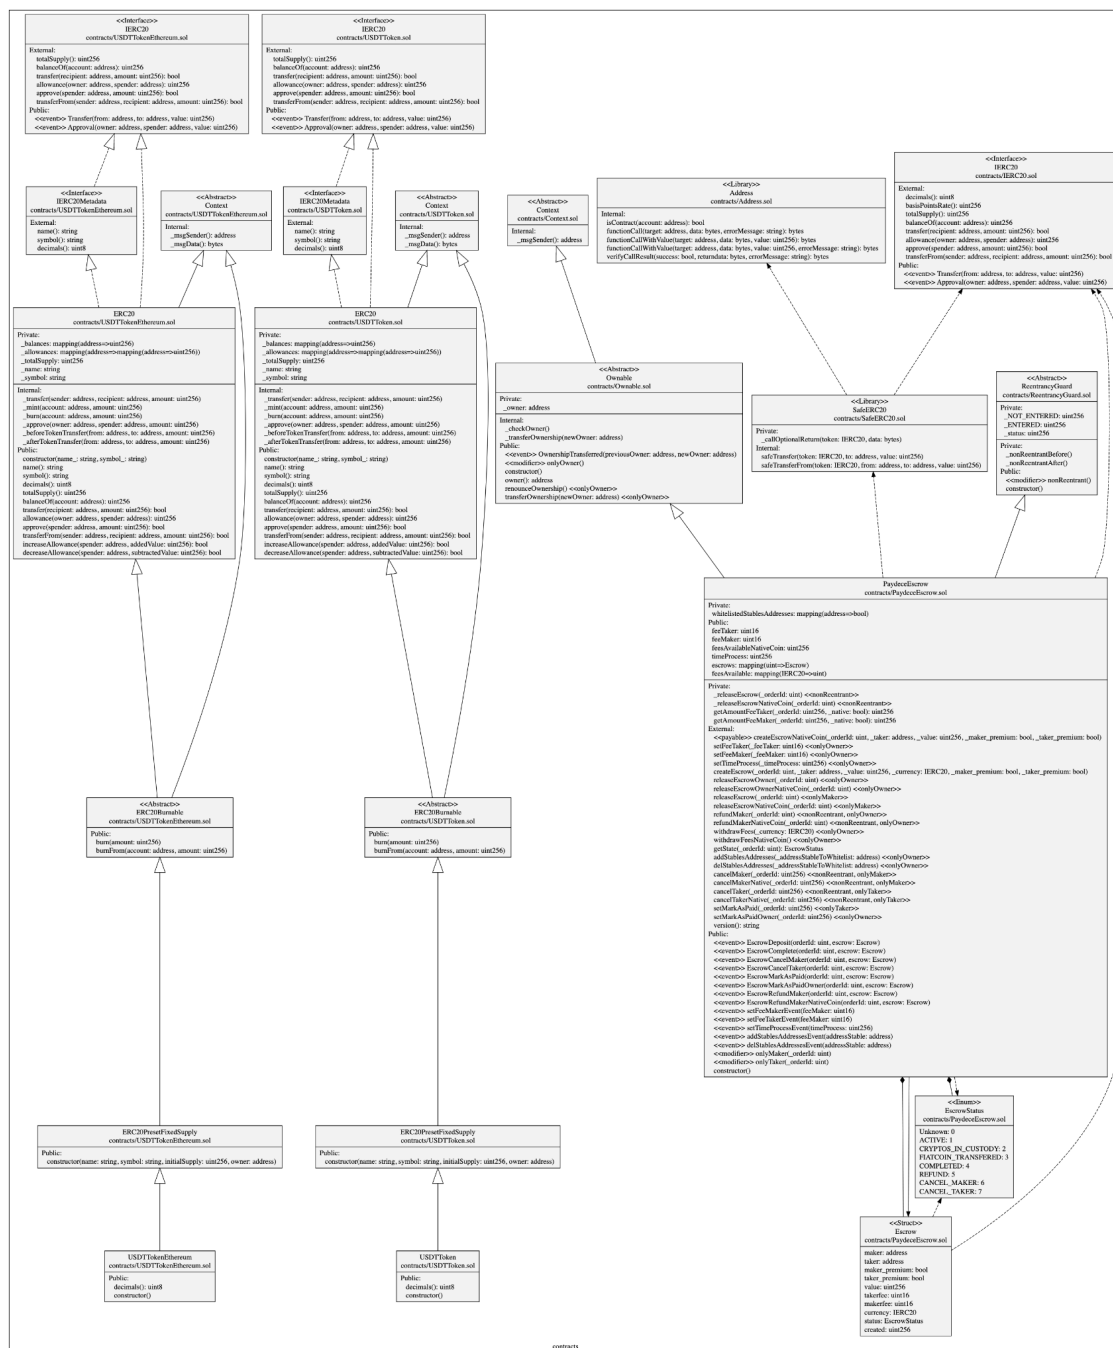 <<Interface>>
IERC20
contracts/USDTTokenEthereum.sol
External:
totalSupply(): uint256
balanceOf(account: address): uint256
transfer(recipient: address, amount: uint256): bool
allowance(owner: address, spender: address): uint256
approve(spender: address, amount: uint256): bool
transferFrom(sender: address, recipient: address, amount: uint256): bool
Public:
<<event>> Transfer(from: address, to: address, value: uint256)
<<event>> Approval(owner: address, spender: address, value: uint256)
<<Interface>>
IERC20
contracts/USDTToken.sol
External:
totalSupply(): uint256
balanceOf(account: address): uint256
transfer(recipient: address, amount: uint256): bool
allowance(owner: address, spender: address): uint256
approve(spender: address, amount: uint256): bool
transferFrom(sender: address, recipient: address, amount: uint256): bool
Public:
<<event>> Transfer(from: address, to: address, value: uint256)
<<event>> Approval(owner: address, spender: address, value: uint256)
<<Interface>>
IERC20Metadata
contracts/USDTTokenEthereum.sol
External:
name(): string
symbol(): string
decimals(): uint8
<<Abstract>>
Context
contracts/USDTTokenEthereum.sol
Internal:
_msgSender(): address
_msgData(): bytes
<<Interface>>
IERC20Metadata
contracts/USDTToken.sol
External:
name(): string
symbol(): string
decimals(): uint8
<<Abstract>>
Context
contracts/USDTToken.sol
Internal:
_msgSender(): address
_msgData(): bytes
<<Abstract>>
Context
contracts/Context.sol
Internal:
_msgSender(): address
<<Library>>
Address
contracts/Address.sol
Internal:
isContract(account: address): bool
functionCall(target: address, data: bytes, errorMessage: string): bytes
functionCallWithValue(target: address, data: bytes, value: uint256): bytes
functionCallWithValue(target: address, data: bytes, value: uint256, errorMessage: string): bytes
verifyCallResult(success: bool, returndata: bytes, errorMessage: string): bytes
<<Interface>>
IERC20
contracts/IERC20.sol
External:
decimals(): uint8
basisPointsRate(): uint256
totalSupply(): uint256
balanceOf(account: address): uint256
transfer(recipient: address, amount: uint256): bool
allowance(owner: address, spender: address): uint256
approve(spender: address, amount: uint256): bool
transferFrom(sender: address, recipient: address, amount: uint256): bool
Public:
<<event>> Transfer(from: address, to: address, value: uint256)
<<event>> Approval(owner: address, spender: address, value: uint256)
ERC20
contracts/USDTTokenEthereum.sol
Private:
_balances: mapping(address=>uint256)
_allowances: mapping(address=>mapping(address=>uint256))
_totalSupply: uint256
_name: string
_symbol: string
Internal:
_transfer(sender: address, recipient: address, amount: uint256)
_mint(account: address, amount: uint256)
_burn(account: address, amount: uint256)
_approve(owner: address, spender: address, amount: uint256)
_beforeTokenTransfer(from: address, to: address, amount: uint256)
_afterTokenTransfer(from: address, to: address, amount: uint256)
Public:
constructor(name_: string, symbol_: string)
name(): string
symbol(): string
decimals(): uint8
totalSupply(): uint256
balanceOf(account: address): uint256
transfer(recipient: address, amount: uint256): bool
allowance(owner: address, spender: address): uint256
approve(spender: address, amount: uint256): bool
transferFrom(sender: address, recipient: address, amount: uint256): bool
increaseAllowance(spender: address, addedValue: uint256): bool
decreaseAllowance(spender: address, subtractedValue: uint256): bool
ERC20
contracts/USDTToken.sol
Private:
_balances: mapping(address=>uint256)
_allowances: mapping(address=>mapping(address=>uint256))
_totalSupply: uint256
_name: string
_symbol: string
Internal:
_transfer(sender: address, recipient: address, amount: uint256)
_mint(account: address, amount: uint256)
_burn(account: address, amount: uint256)
_approve(owner: address, spender: address, amount: uint256)
_beforeTokenTransfer(from: address, to: address, amount: uint256)
_afterTokenTransfer(from: address, to: address, amount: uint256)
Public:
constructor(name_: string, symbol_: string)
name(): string
symbol(): string
decimals(): uint8
totalSupply(): uint256
balanceOf(account: address): uint256
transfer(recipient: address, amount: uint256): bool
allowance(owner: address, spender: address): uint256
approve(spender: address, amount: uint256): bool
transferFrom(sender: address, recipient: address, amount: uint256): bool
increaseAllowance(spender: address, addedValue: uint256): bool
decreaseAllowance(spender: address, subtractedValue: uint256): bool
<<Abstract>>
Ownable
contracts/Ownable.sol
Private:
_owner: address
Internal:
_checkOwner()
_transferOwnership(newOwner: address)
Public:
<<event>> OwnershipTransferred(previousOwner: address, newOwner: address)
<<modifier>> onlyOwner()
constructor()
owner(): address
renounceOwnership() <<onlyOwner>>
transferOwnership(newOwner: address) <<onlyOwner>>
<<Library>>
SafeERC20
contracts/SafeERC20.sol
Private:
_callOptionalReturn(token: IERC20, data: bytes)
Internal:
safeTransfer(token: IERC20, to: address, value: uint256)
safeTransferFrom(token: IERC20, from: address, to: address, value: uint256)
<<Abstract>>
ReentrancyGuard
contracts/ReentrancyGuard.sol
Private:
_NOT_ENTERED: uint256
_ENTERED: uint256
_status: uint256
Private:
_nonReentrantBefore()
_nonReentrantAfter()
Public:
<<modifier>> nonReentrant()
constructor()
PaydeceEscrow
contracts/PaydeceEscrow.sol
Private:
whitelistedStablesAddresses: mapping(address=>bool)
Public:
feeTaker: uint16
feeMaker: uint16
feesAvailableNativeCoin: uint256
timeProcess: uint256
escrows: mapping(uint=>Escrow)
feesAvailable: mapping(IERC20=>uint)
Private:
_releaseEscrow(_orderId: uint) <<nonReentrant>>
_releaseEscrowNativeCoin(_orderId: uint) <<nonReentrant>>
getAmountFeeTaker(_orderId: uint256, _native: bool): uint256
getAmountFeeMaker(_orderId: uint256, _native: bool): uint256
External:
<<payable>> createEscrowNativeCoin(_orderId: uint, _taker: address, _value: uint256, _maker_premium: bool, _taker_premium: bool)
setFeeTaker(_feeTaker: uint16) <<onlyOwner>>
setFeeMaker(_feeMaker: uint16) <<onlyOwner>>
setTimeProcess(_timeProcess: uint256) <<onlyOwner>>
createEscrow(_orderId: uint, _taker: address, _value: uint256, _currency: IERC20, _maker_premium: bool, _taker_premium: bool)
releaseEscrowOwner(_orderId: uint) <<onlyOwner>>
releaseEscrowOwnerNativeCoin(_orderId: uint) <<onlyOwner>>
releaseEscrow(_orderId: uint) <<onlyMaker>>
releaseEscrowNativeCoin(_orderId: uint) <<onlyMaker>>
refundMaker(_orderId: uint) <<nonReentrant, onlyOwner>>
refundMakerNativeCoin(_orderId: uint) <<nonReentrant, onlyOwner>>
withdrawFees(_currency: IERC20) <<onlyOwner>>
withdrawFeesNativeCoin() <<onlyOwner>>
getState(_orderId: uint): EscrowStatus
addStablesAddresses(_addressStableToWhitelist: address) <<onlyOwner>>
delStablesAddresses(_addressStableToWhitelist: address) <<onlyOwner>>
cancelMaker(_orderId: uint256) <<nonReentrant, onlyMaker>>
cancelMakerNative(_orderId: uint256) <<nonReentrant, onlyMaker>>
cancelTaker(_orderId: uint256) <<nonReentrant, onlyTaker>>
cancelTakerNative(_orderId: uint256) <<nonReentrant, onlyTaker>>
setMarkAsPaid(_orderId: uint256) <<onlyTaker>>
setMarkAsPaidOwner(_orderId: uint256) <<onlyOwner>>
version(): string
Public:
<<event>> EscrowDeposit(orderId: uint, escrow: Escrow)
<<event>> EscrowComplete(orderId: uint, escrow: Escrow)
<<event>> EscrowCancelMaker(orderId: uint, escrow: Escrow)
<<event>> EscrowCancelTaker(orderId: uint, escrow: Escrow)
<<event>> EscrowMarkAsPaid(orderId: uint, escrow: Escrow)
<<event>> EscrowMarkAsPaidOwner(orderId: uint, escrow: Escrow)
<<event>> EscrowRefundMaker(orderId: uint, escrow: Escrow)
<<event>> EscrowRefundMakerNativeCoin(orderId: uint, escrow: Escrow)
<<event>> setFeeMakerEvent(feeMaker: uint16)
<<event>> setFeeTakerEvent(feeMaker: uint16)
<<event>> setTimeProcessEvent(timeProcess: uint256)
<<event>> addStablesAddressesEvent(addressStable: address)
<<event>> delStablesAddressesEvent(addressStable: address)
<<modifier>> onlyMaker(_orderId: uint)
<<modifier>> onlyTaker(_orderId: uint)
constructor()
<<Abstract>>
ERC20Burnable
contracts/USDTTokenEthereum.sol
Public:
burn(amount: uint256)
burnFrom(account: address, amount: uint256)
<<Abstract>>
ERC20Burnable
contracts/USDTToken.sol
Public:
burn(amount: uint256)
burnFrom(account: address, amount: uint256)
<<Enum>>
EscrowStatus
contracts/PaydeceEscrow.sol
Unknown: 0
ACTIVE: 1
CRYPTOS_IN_CUSTODY: 2
FIATCOIN_TRANSFERED: 3
COMPLETED: 4
REFUND: 5
CANCEL_MAKER: 6
CANCEL_TAKER: 7
ERC20PresetFixedSupply
contracts/USDTTokenEthereum.sol
Public:
constructor(name: string, symbol: string, initialSupply: uint256, owner: address)
ERC20PresetFixedSupply
contracts/USDTToken.sol
Public:
constructor(name: string, symbol: string, initialSupply: uint256, owner: address)
<<Struct>>
Escrow
contracts/PaydeceEscrow.sol
maker: address
taker: address
maker_premium: bool
taker_premium: bool
value: uint256
takerfee: uint16
makerfee: uint16
currency: IERC20
status: EscrowStatus
created: uint256
USDTTokenEthereum
contracts/USDTTokenEthereum.sol
Public:
decimals(): uint8
constructor()
USDTToken
contracts/USDTToken.sol
Public:
decimals(): uint8
constructor()
contracts